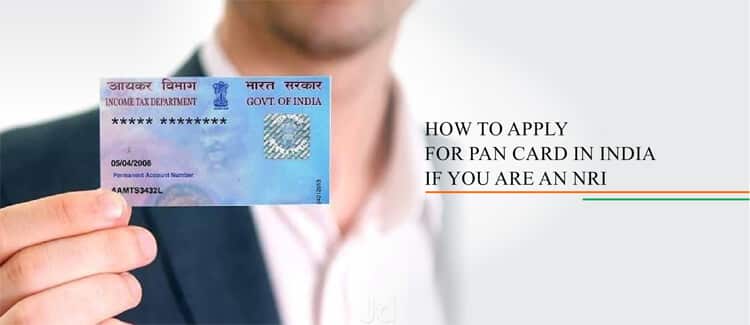 आयकर विभाग भारत सरकार
INCOME TAX DEPARTMENT GOVT. OF INDIA
***** ********
05/04/2006
Permanent Account Number
AAMTS3432L
HOW TO APPLY
FOR PAN CARD IN INDIA
IF YOU ARE AN NRI
Jd